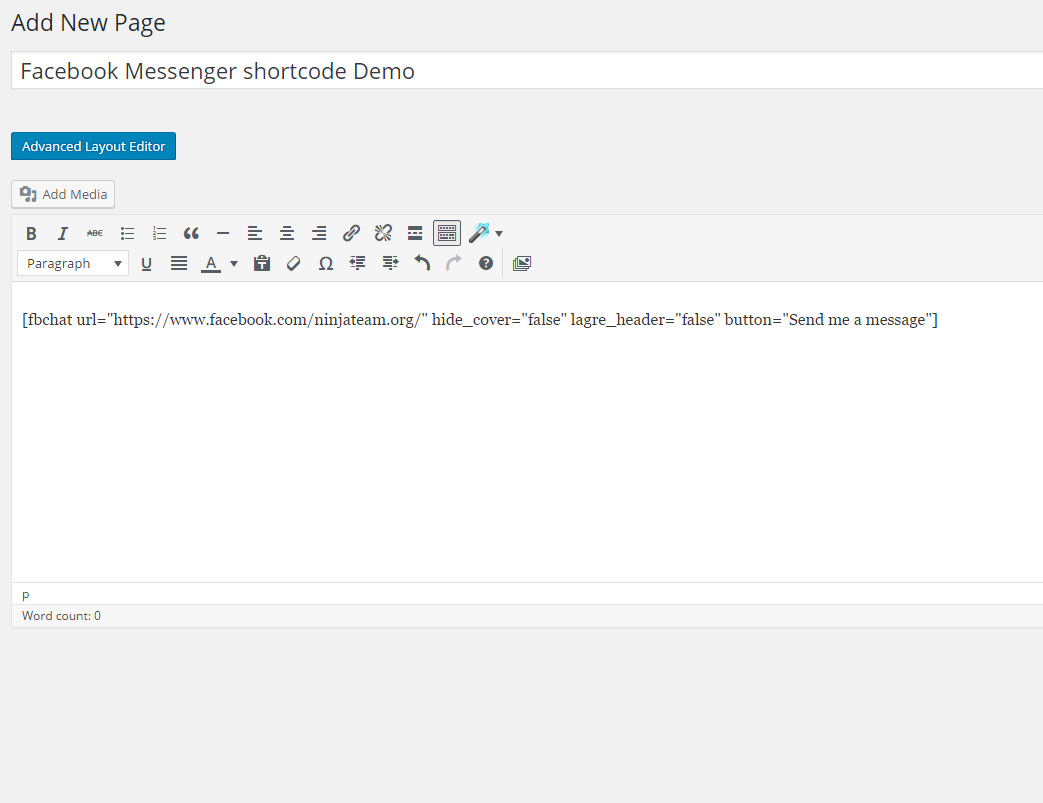 Add New Page
Facebook Messenger shortcode Demo
Advanced Layout Editor
Add Media
B I ABC
Paragraph U A Ω
[fbchat url="https://www.facebook.com/ninjateam.org/" hide_cover="false" lagre_header="false" button="Send me a message"]
p
Word count: 0